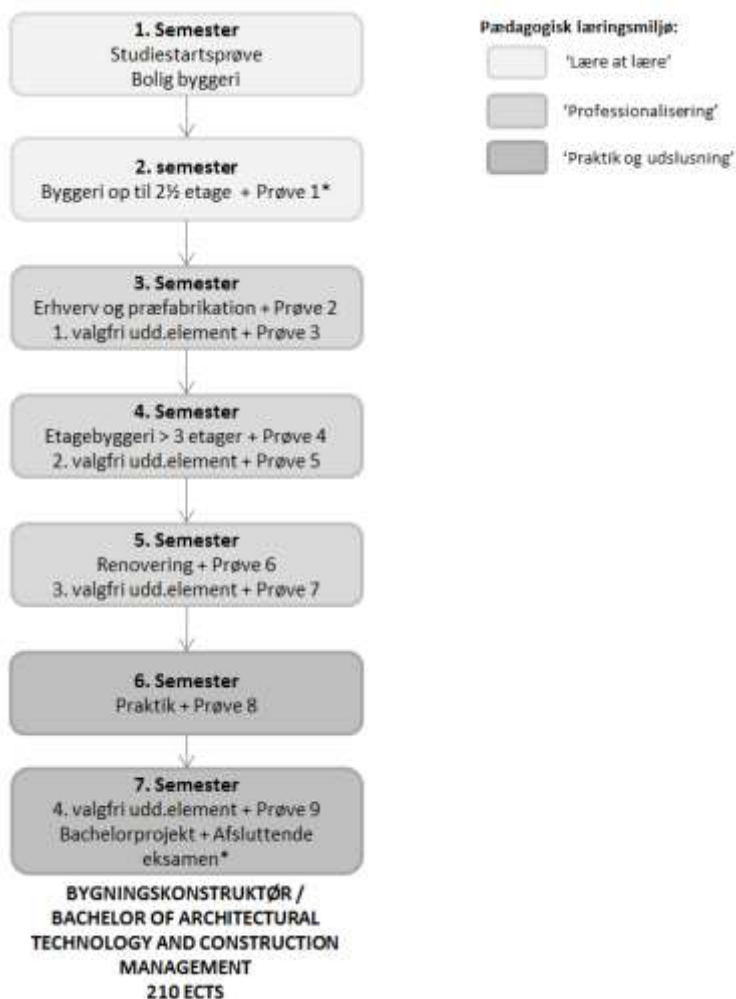 1. Semester
Studiestartsprøve
Bolig byggeri
2. semester
Byggeri op til 2½ etage + Prøve 1*
3. Semester
Erhverv og præfabrikation + Prøve 2
1. valgfri udd.element + Prøve 3
4. Semester
Etagebyggeri > 3 etager + Prøve 4
2. valgfri udd.element + Prøve 5
5. Semester
Renovering + Prøve 6
3. valgfri udd.element + Prøve 7
6. Semester
Praktik + Prøve 8
7. Semester
4. valgfri udd.element + Prøve 9
Bachelorprojekt + Afsluttende
eksamen*
BYGNINGSKONSTRUKTØR /
BACHELOR OF ARCHITECTURAL
TECHNOLOGY AND CONSTRUCTION
MANAGEMENT
210 ECTS
Pædagogisk læringsmiljø:
'Lære at lære'
'Professionalisering'
'Praktik og udslusning'